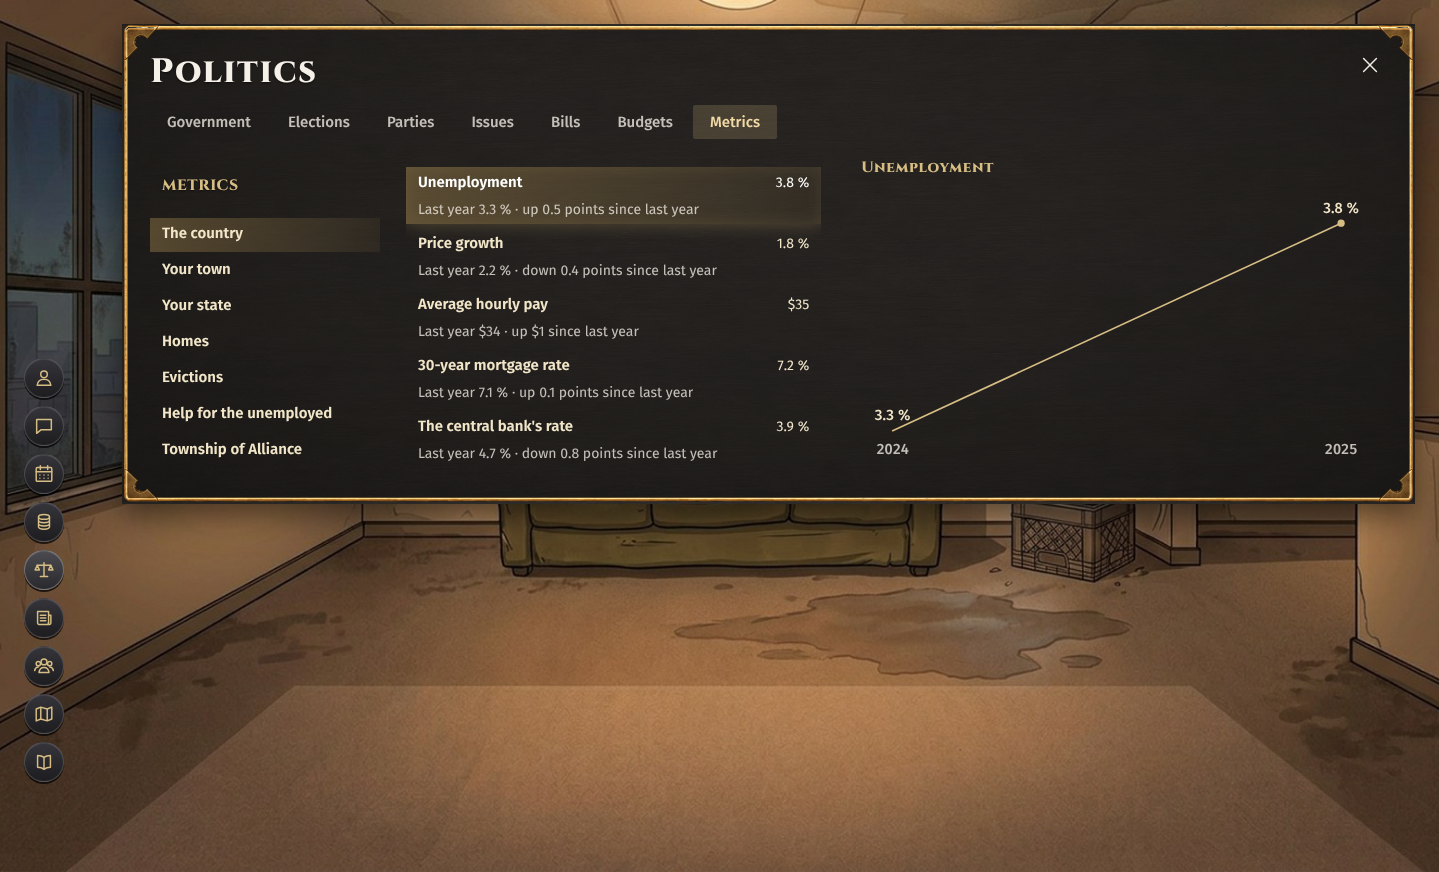 Politics
Government Elections Parties Issues Bills Budgets Metrics
Metrics
The country
Your town
Your state
Homes
Evictions
Help for the unemployed
Township of Alliance
Unemployment 3.8 %
Last year 3.3 % · up 0.5 points since last year
Price growth 1.8 %
Last year 2.2 % · down 0.4 points since last year
Average hourly pay $35
Last year $34 · up $1 since last year
30-year mortgage rate 7.2 %
Last year 7.1 % · up 0.1 points since last year
The central bank's rate 3.9 %
Last year 4.7 % · down 0.8 points since last year
Unemployment
3.8 %
3.3 %
2024 2025